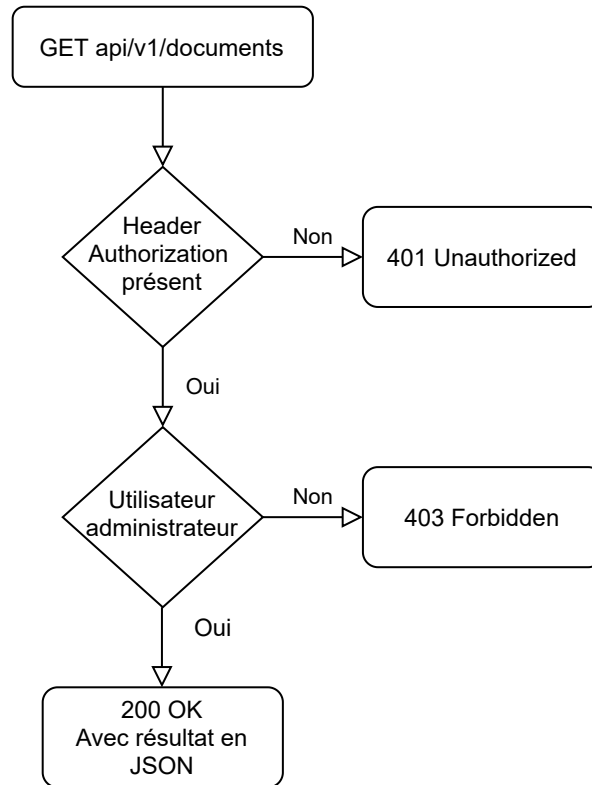 GET api/v1/documents
Header
Authorization
présent
Non
401 Unauthorized
Oui
Utilisateur
administrateur
Non
403 Forbidden
Oui
200 OK
Avec résultat en
JSON